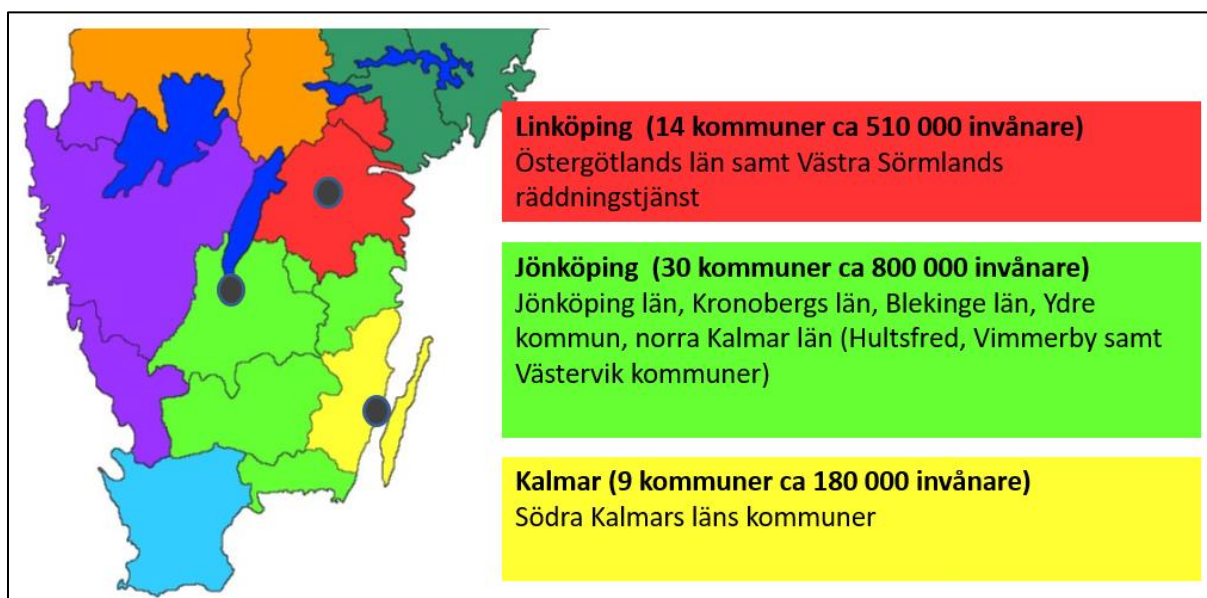 Linköping  (14 kommuner ca 510 000 invånare)
Östergötlands län samt Västra Sörmlands
räddningstjänst
Jönköping  (30 kommuner ca 800 000 invånare)
Jönköping län, Kronobergs län, Blekinge län, Ydre
kommun, norra Kalmar län (Hultsfred, Vimmerby samt
Västervik kommuner)
Kalmar (9 kommuner ca 180 000 invånare)
Södra Kalmars läns kommuner